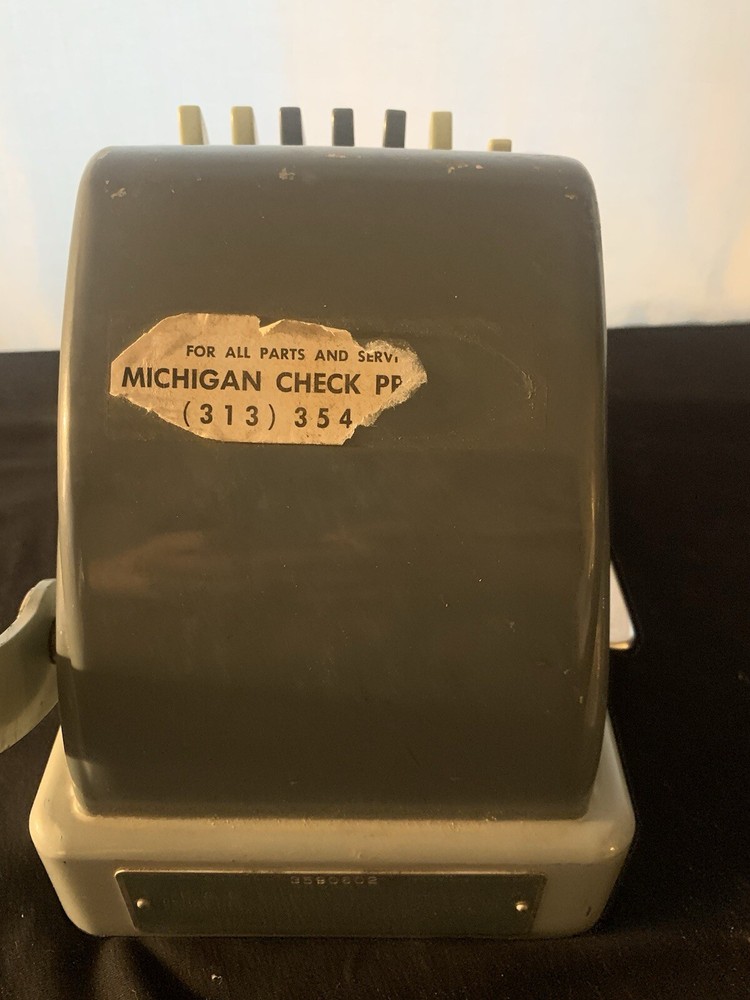 FOR ALL PARTS AND SERVI
MICHIGAN CHECK PR
(313) 354